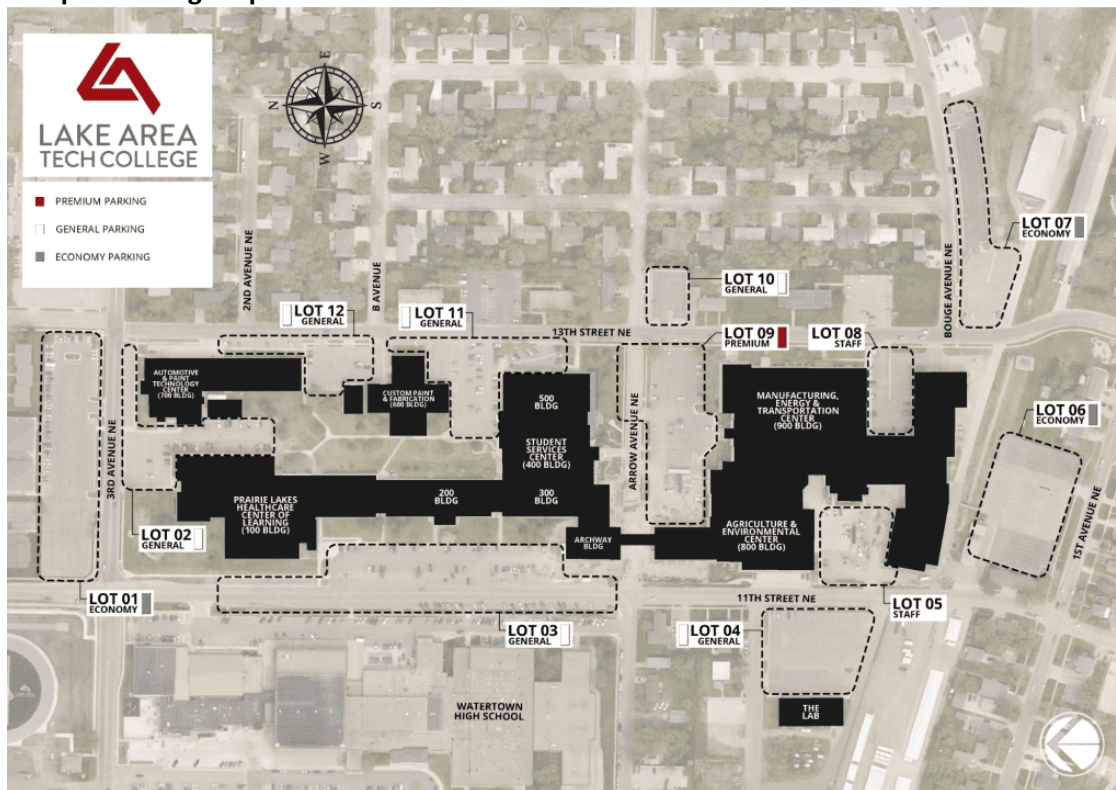 LAKE AREA
TECH COLLEGE
PREMIUM PARKING
GENERAL PARKING
ECONOMY PARKING
N
E
S
W
2ND AVENUE NE
B AVENUE
BOUGE AVENUE NE
LOT 07
ECONOMY
LOT 10
GENERAL
LOT 12
GENERAL
LOT 11
GENERAL
13TH STREET NE
LOT 09
PREMIUM
LOT 08
STAFF
AUTOMOTIVE
& PAINT
TECHNOLOGY
CENTER
(700 BLDG)
CUSTOM PAINT
& FABRICATION
(600 BLDG)
500
BLDG
MANUFACTURING,
ENERGY &
TRANSPORTATION
CENTER
(900 BLDG)
LOT 06
ECONOMY
3RD AVENUE NE
STUDENT
SERVICES
CENTER
(400 BLDG)
ARROW AVENUE NE
PRAIRIE LAKES
HEALTHCARE
CENTER OF
LEARNING
(100 BLDG)
200
BLDG
300
BLDG
LOT 02
GENERAL
ARCHWAY
BLDG
AGRICULTURE &
ENVIRONMENTAL
CENTER
(800 BLDG)
1ST AVENUE NE
LOT 01
ECONOMY
11TH STREET NE
LOT 05
STAFF
LOT 03
GENERAL
LOT 04
GENERAL
WATERTOWN
HIGH SCHOOL
THE
LAB